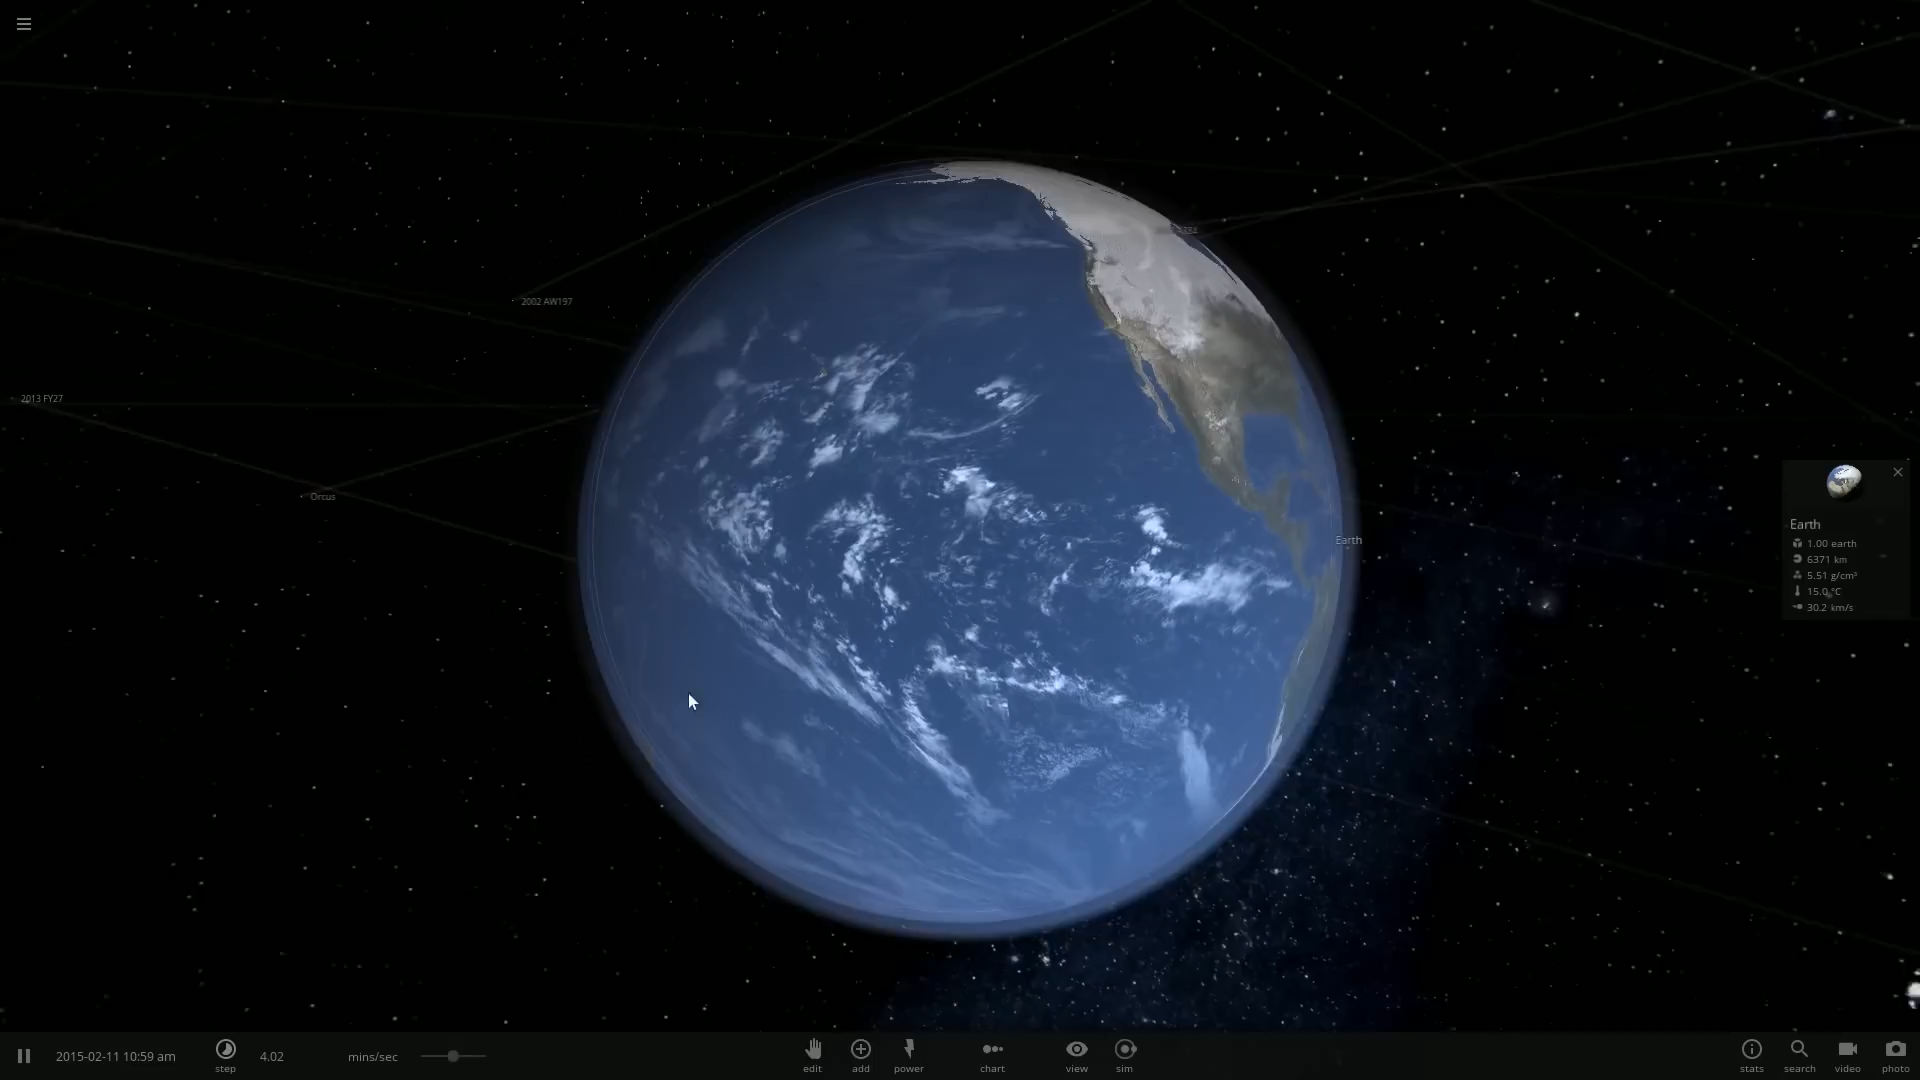 2002 AW197
2013 FY27
Orcus
Earth
Earth
1.00 earth
6371 km
5.51 g/cm³
15.0 °C
30.2 km/s
2015-02-11 10:59 am
step
4.02
mins/sec
edit
add
power
chart
view
sim
stats
search
video
photo